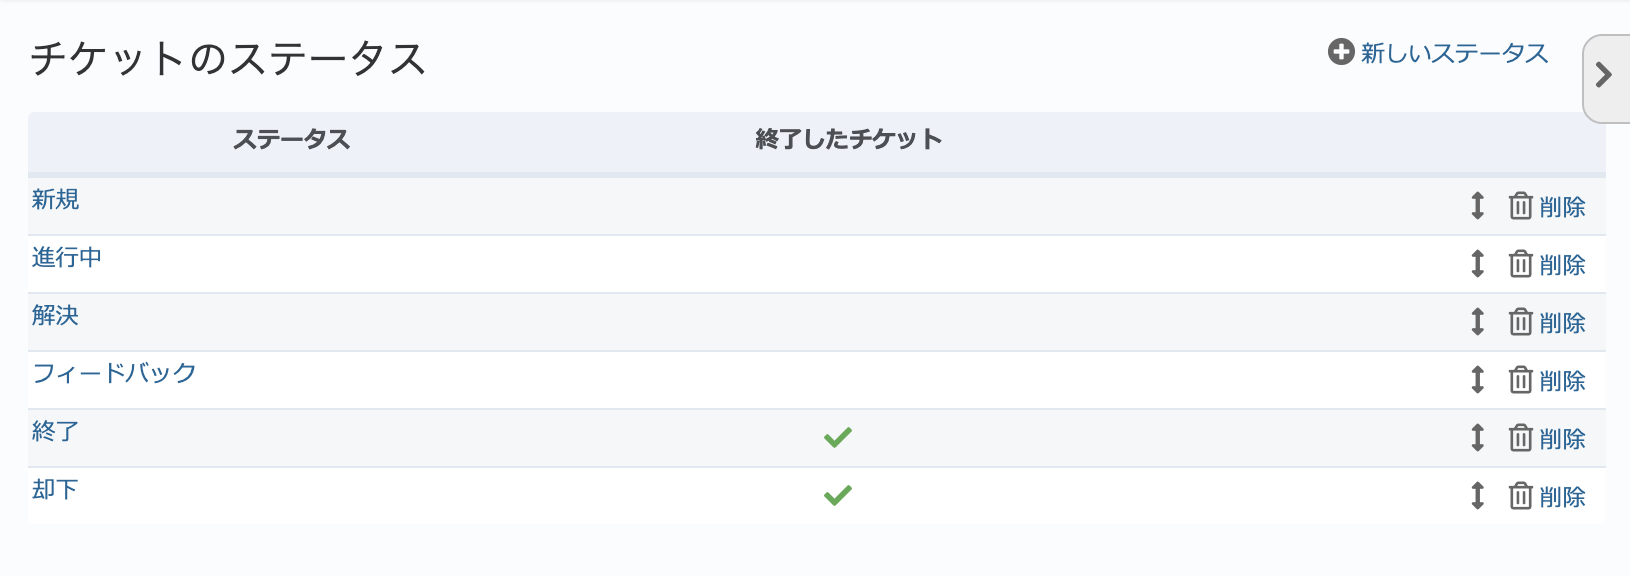 チケットのステータス
新しいステータス
ステータス 終了したチケット
新規 削除
進行中 削除
解決 削除
フィードバック 削除
終了 削除
却下 削除